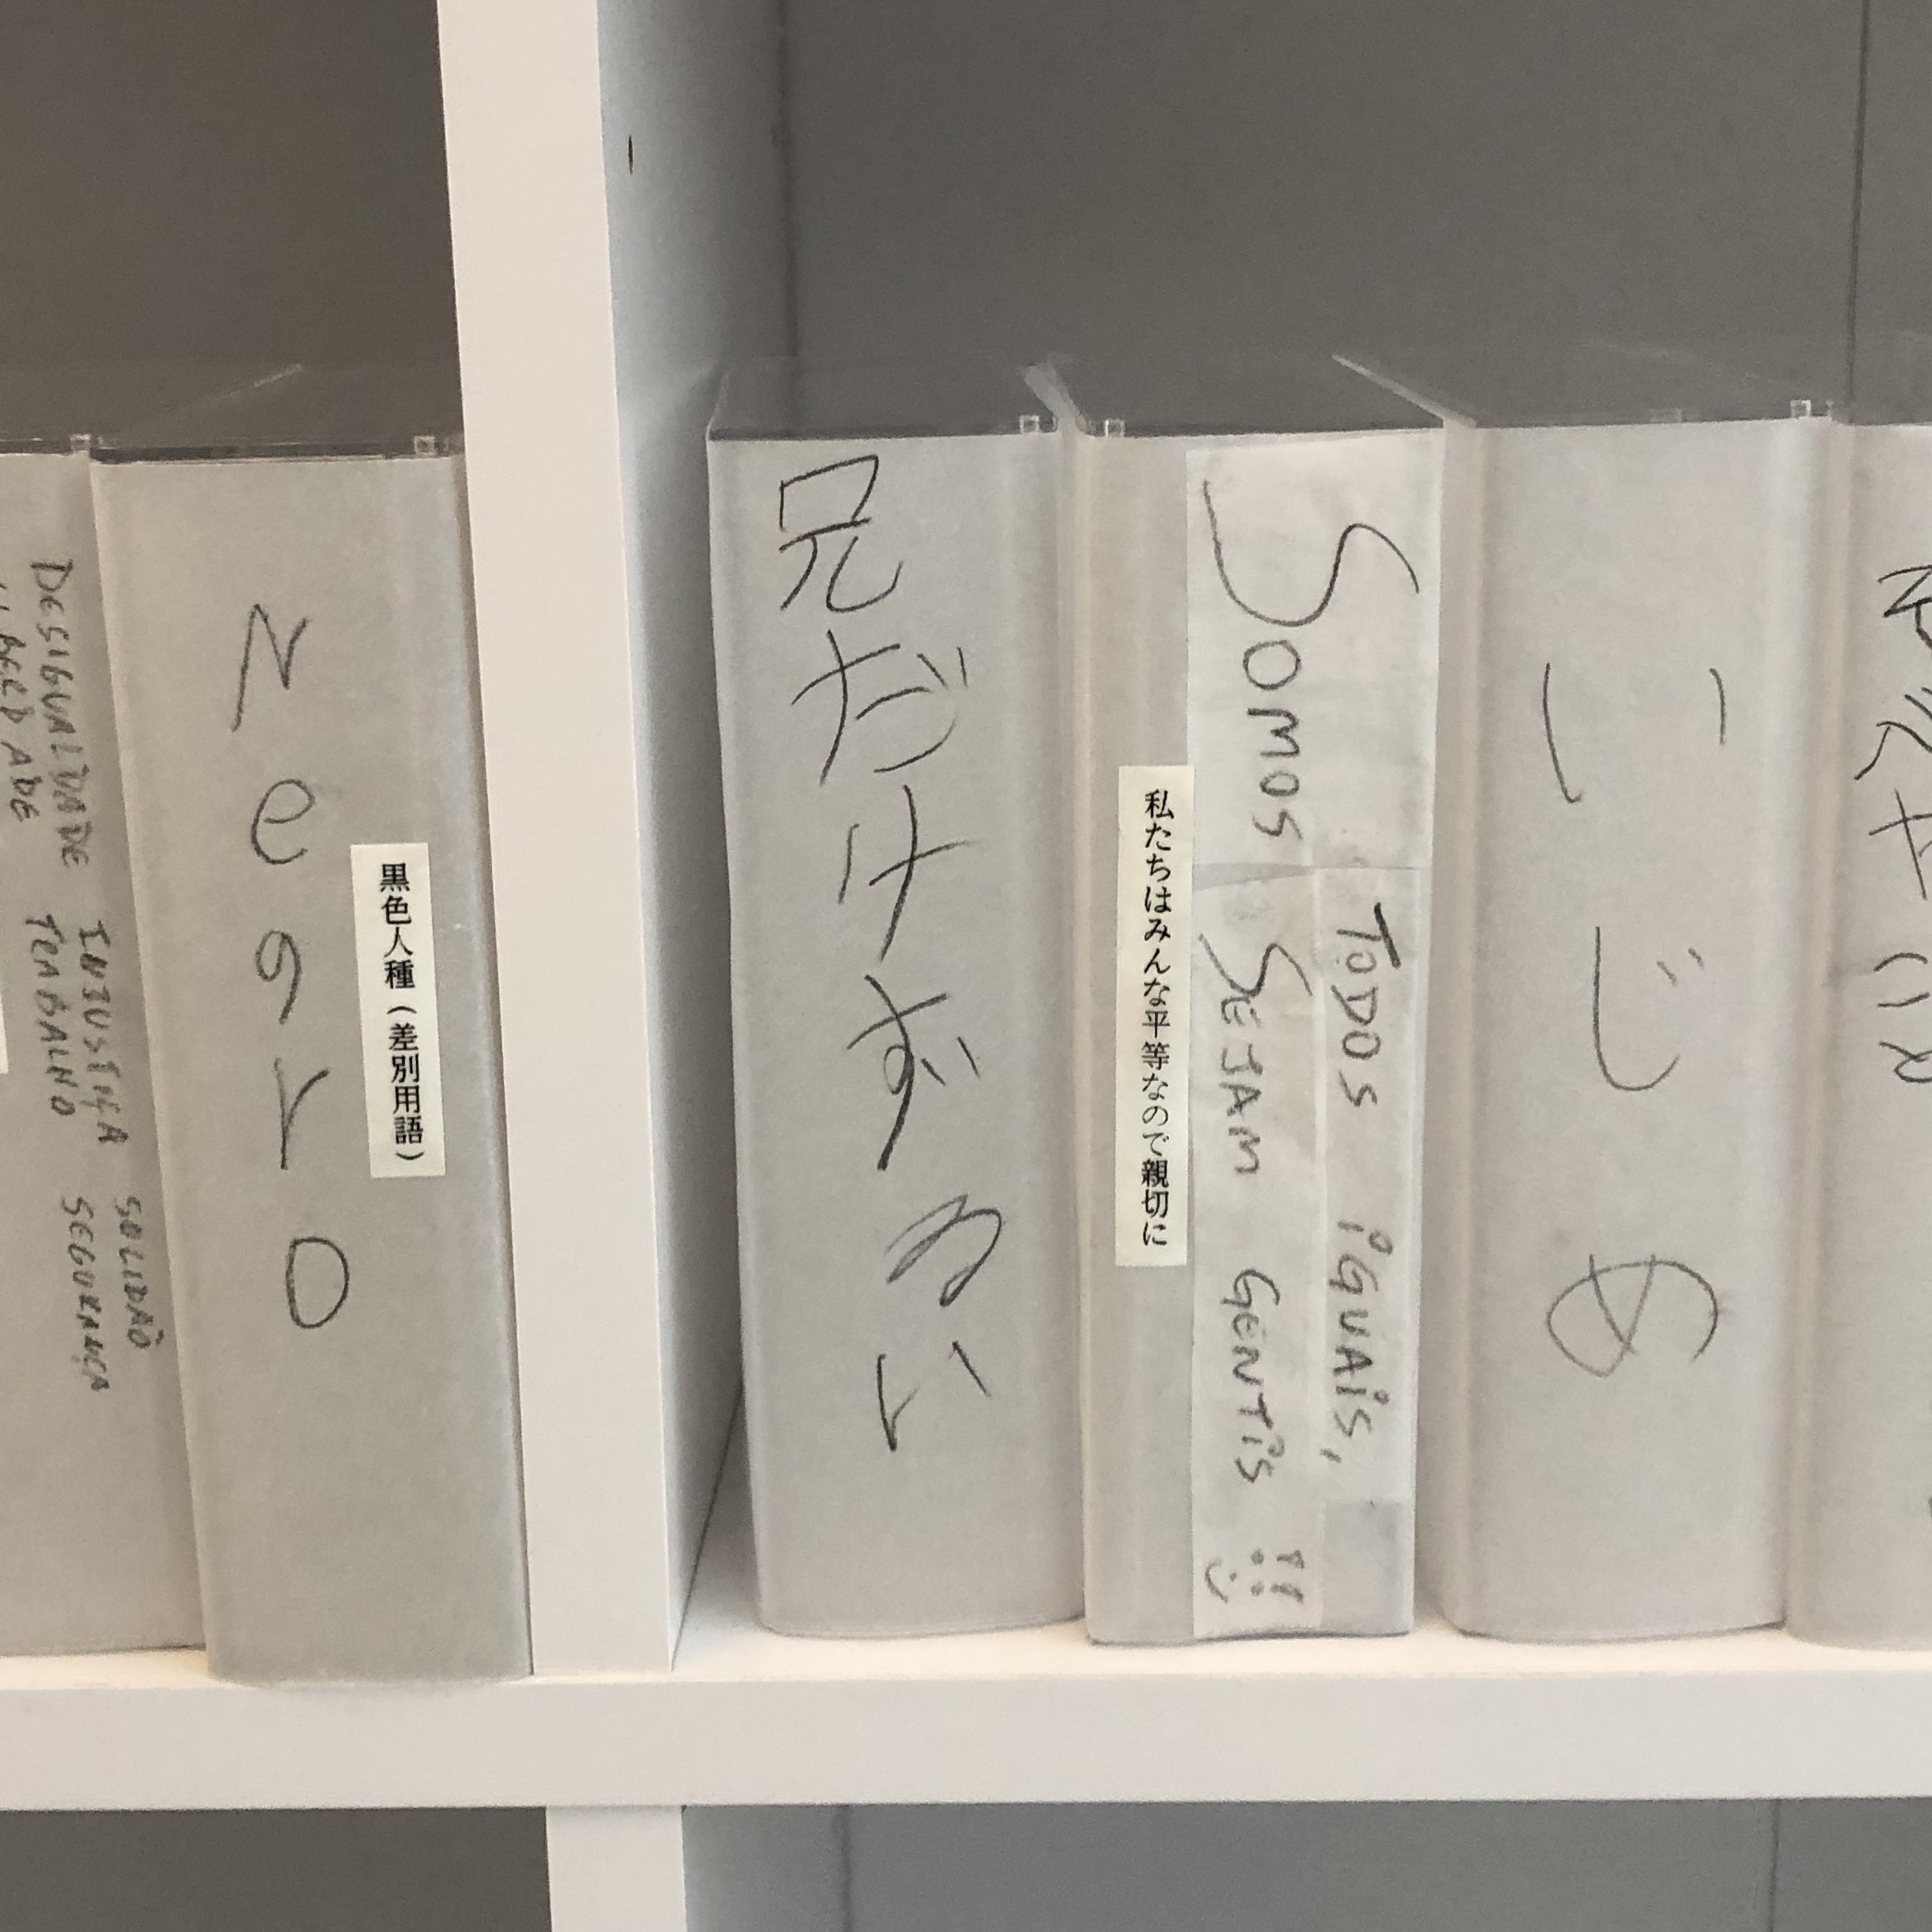 DESIGUALDADE INJUSTIÇA SOLIDÃO
SEGURANÇA
Negro
黒色人種(差別用語)
兄だけずるい
私たちはみんな平等なので親切に
SOMOS TODOS iGUAiS,
SEJAM GENTiS !! :)
いじめ